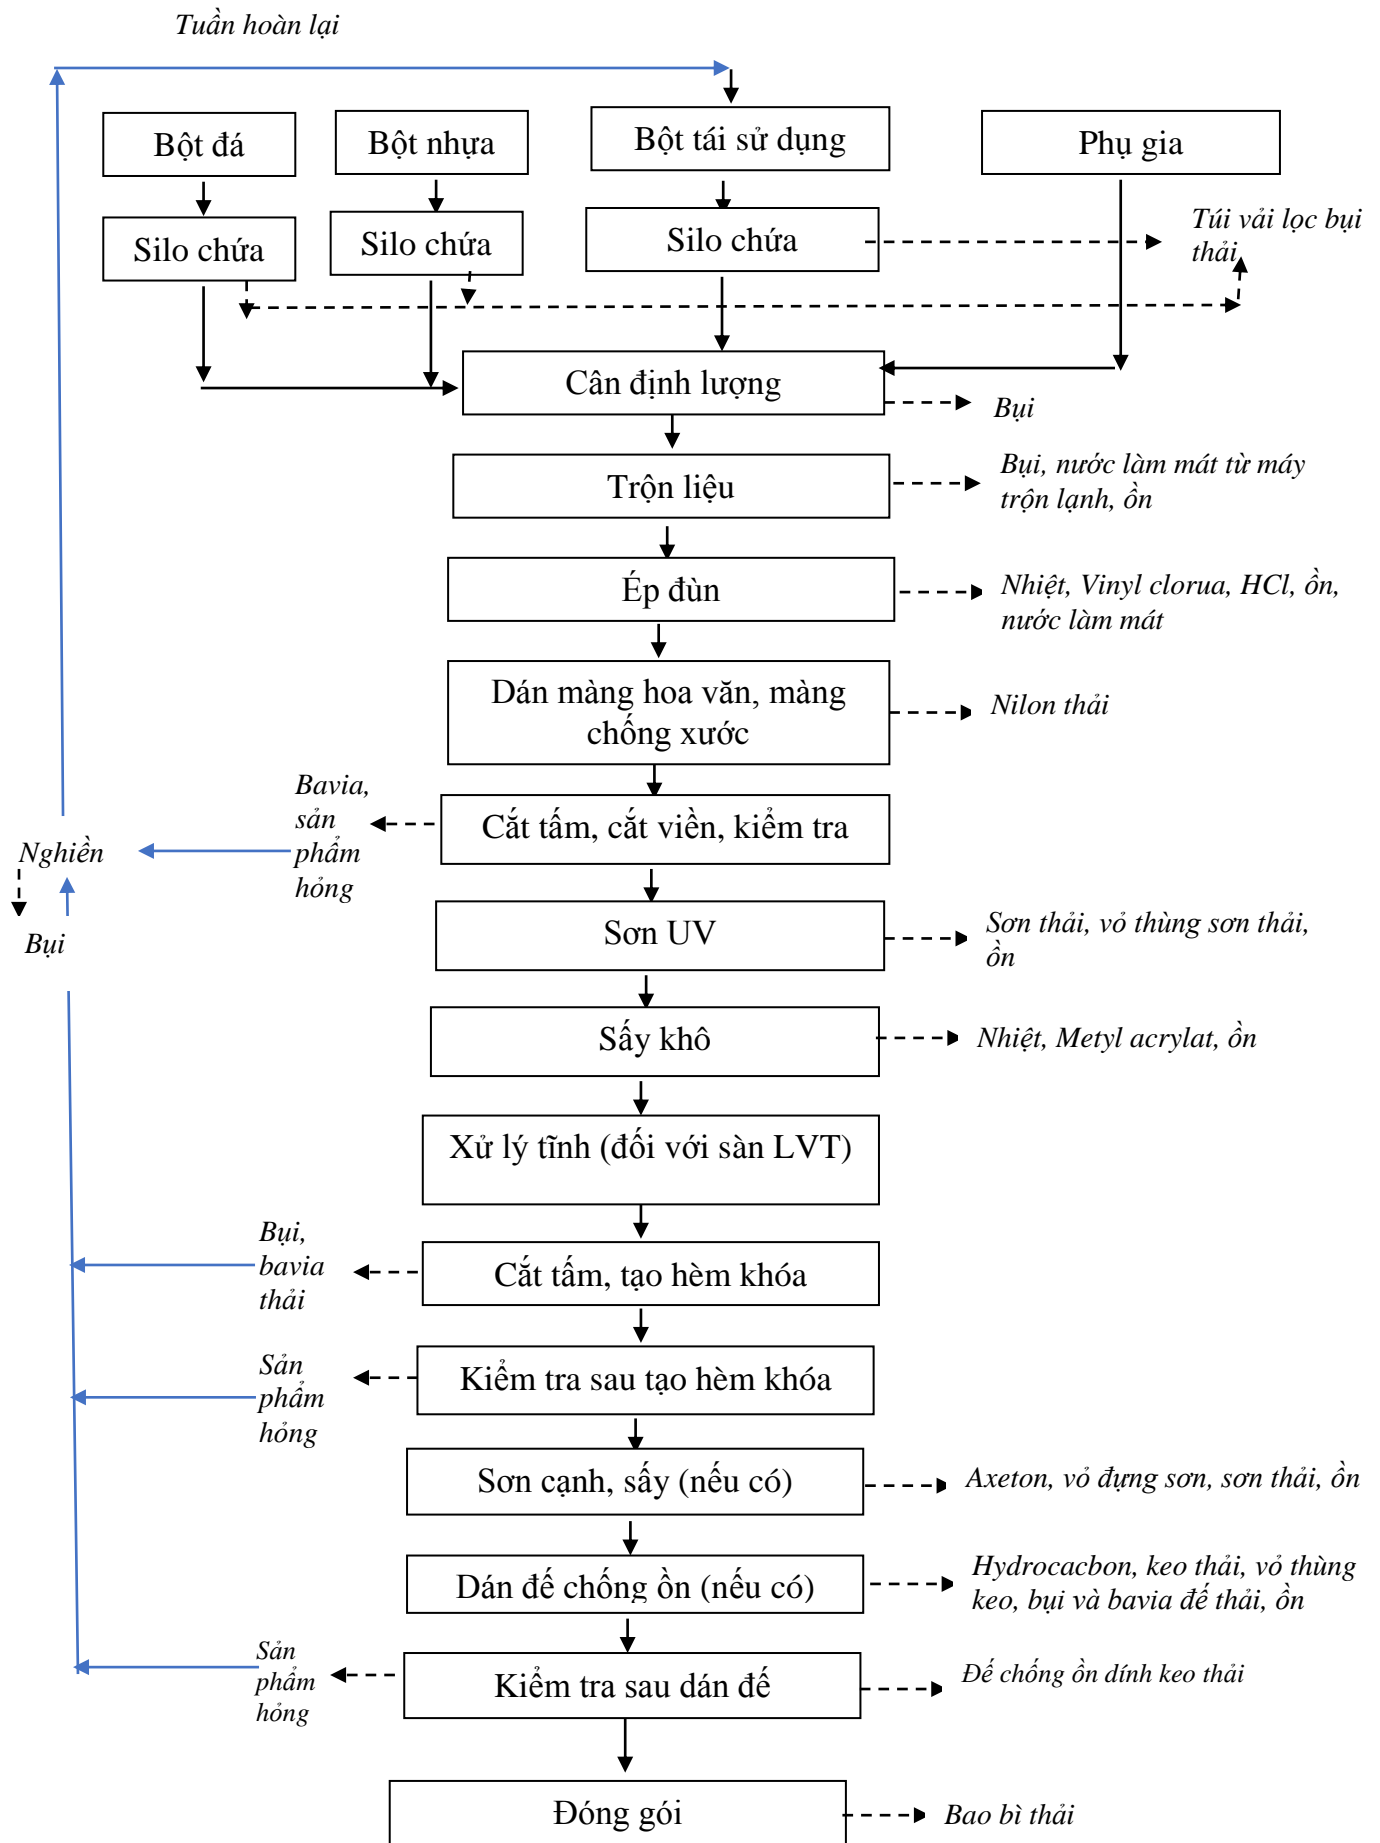 Tuần hoàn lại
Bột đá
Bột nhựa
Bột tái sử dụng
Phụ gia
Silo chứa
Silo chứa
Silo chứa
Túi vải lọc bụi
thải
Cân định lượng
Bụi
Trộn liệu
Bụi, nước làm mát từ máy
trộn lạnh, ồn
Ép đùn
Nhiệt, Vinyl clorua, HCl, ồn,
nước làm mát
Dán màng hoa văn, màng
chống xước
Nilon thải
Bavia,
sản
phẩm
hỏng
Cắt tấm, cắt viền, kiểm tra
Nghiền
Bụi
Sơn UV
Sơn thải, vỏ thùng sơn thải,
ồn
Sấy khô
Nhiệt, Metyl acrylat, ồn
Xử lý tĩnh (đối với sàn LVT)
Bụi,
bavia
thải
Cắt tấm, tạo hèm khóa
Sản
phẩm
hỏng
Kiểm tra sau tạo hèm khóa
Sơn cạnh, sấy (nếu có)
Axeton, vỏ đựng sơn, sơn thải, ồn
Dán đế chống ồn (nếu có)
Hydrocacbon, keo thải, vỏ thùng
keo, bụi và bavia đế thải, ồn
Sản
phẩm
hỏng
Kiểm tra sau dán đế
Đế chống ồn dính keo thải
Đóng gói
Bao bì thải